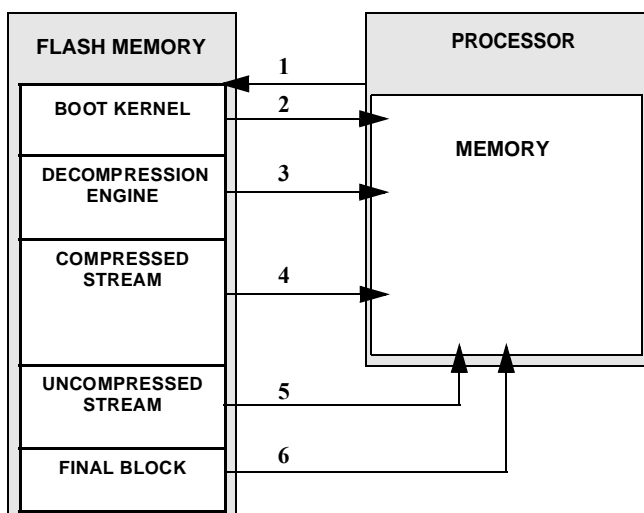 FLASH MEMORY
PROCESSOR
1
BOOT KERNEL
2
MEMORY
DECOMPRESSION
ENGINE
3
COMPRESSED
STREAM
4
UNCOMPRESSED
STREAM
5
FINAL BLOCK
6